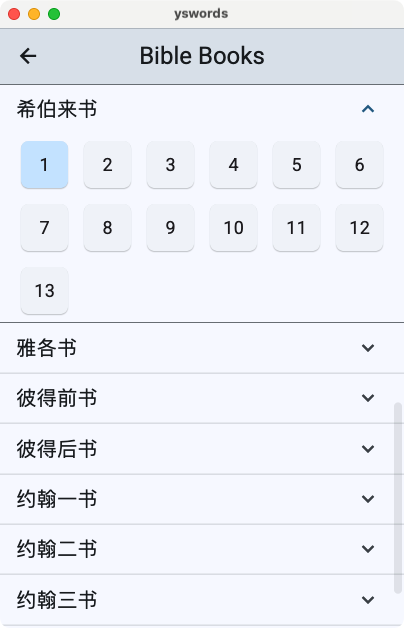 yswords
Bible Books
希伯来书
1 2 3 4 5 6
7 8 9 10 11 12
13
雅各书
彼得前书
彼得后书
约翰一书
约翰二书
约翰三书